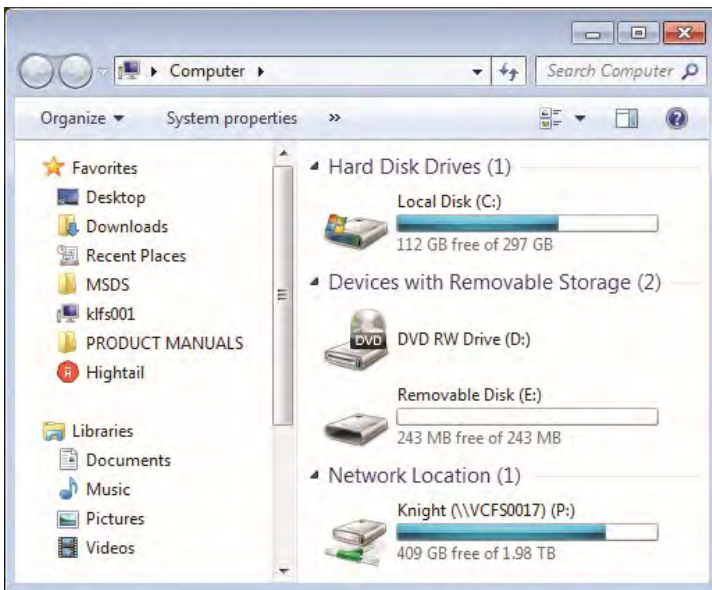 Computer
Search Computer
Organize
System properties
»
Favorites
Desktop
Downloads
Recent Places
MSDS
klfs001
PRODUCT MANUALS
Hightail
Libraries
Documents
Music
Pictures
Videos
Hard Disk Drives (1)
Local Disk (C:)
112 GB free of 297 GB
Devices with Removable Storage (2)
DVD
DVD RW Drive (D:)
Removable Disk (E:)
243 MB free of 243 MB
Network Location (1)
Knight (\\VCFS0017) (P:)
409 GB free of 1.98 TB